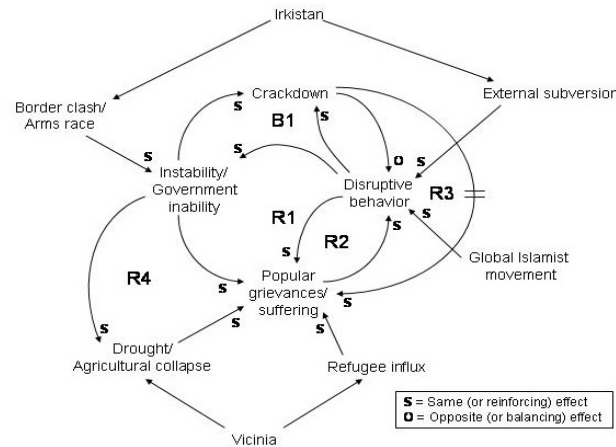 Irkistan
Crackdown
s
s
Border clash/
Arms race
External subversion
B1
s
s
o
s
Instability/
Government
inability
Disruptive
behavior
R3
s
R1
s
R2
s
Global Islamist
movement
R4
Popular
grievances/
suffering
s
s
s
s
s
Drought/
Agricultural collapse
Refugee influx
S = Same (or reinforcing) effect
O = Opposite (or balancing) effect
Vicinia